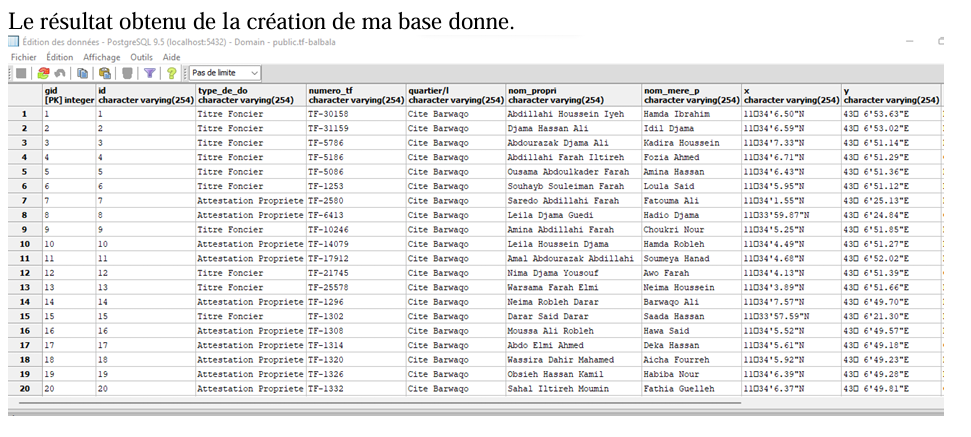 Le résultat obtenu de la création de ma base donne.
Édition des données - PostgreSQL 9.5 (localhost:5432) - Domain - public.tf-balbala
Fichier Édition Affichage Outils Aide
Pas de limite
gid id type_de_do numero_tf quartier/l nom_propri nom_mere_p x y
[PK] integer character varying(254) character varying(254) character varying(254) character varying(254) character varying(254) character varying(254) character varying(254) character varying(254)
1 1 1 Titre Foncier TF-30158 Cite Barwaqo Abdillahi Houssein Iyeh Hamda Ibrahim 11□34'6.50"N 43□ 6'53.63"E
2 2 2 Titre Foncier TF-31159 Cite Barwaqo Djama Hassan Ali Idil Djama 11□34'6.59"N 43□ 6'53.02"E
3 3 3 Titre Foncier TF-5786 Cite Barwaqo Abdourazak Djama Ali Kadira Houssein 11□34'7.33"N 43□ 6'51.14"E
4 4 4 Titre Foncier TF-5186 Cite Barwaqo Abdillahi Farah Iltireh Fozia Ahmed 11□34'6.71"N 43□ 6'51.29"E
5 5 5 Titre Foncier TF-5086 Cite Barwaqo Ousama Abdoulkader Farah Amina Hassan 11□34'6.43"N 43□ 6'51.36"E
6 6 6 Titre Foncier TF-1253 Cite Barwaqo Souhayb Souleiman Farah Loula Said 11□34'5.95"N 43□ 6'51.12"E
7 7 7 Attestation Propriete TF-2580 Cite Barwaqo Saredo Abdillahi Farah Fatouma Ali 11□34'1.55"N 43□ 6'25.13"E
8 8 8 Attestation Propriete TF-6413 Cite Barwaqo Leila Djama Guedi Hadio Djama 11□33'59.87"N 43□ 6'24.84"E
9 9 9 Titre Foncier TF-10246 Cite Barwaqo Amina Abdillahi Farah Choukri Nour 11□34'5.25"N 43□ 6'51.85"E
10 10 10 Attestation Propriete TF-14079 Cite Barwaqo Leila Houssein Djama Hamda Robleh 11□34'4.49"N 43□ 6'51.27"E
11 11 11 Attestation Propriete TF-17912 Cite Barwaqo Amal Abdourazak Abdillahi Soumeya Hanad 11□34'4.68"N 43□ 6'52.02"E
12 12 12 Titre Foncier TF-21745 Cite Barwaqo Nima Djama Yousouf Awo Farah 11□34'4.13"N 43□ 6'51.39"E
13 13 13 Titre Foncier TF-25578 Cite Barwaqo Warsama Farah Elmi Neima Houssein 11□34'3.89"N 43□ 6'51.66"E
14 14 14 Attestation Propriete TF-1296 Cite Barwaqo Neima Robleh Darar Barwaqo Ali 11□34'7.57"N 43□ 6'49.70"E
15 15 15 Titre Foncier TF-1302 Cite Barwaqo Darar Said Darar Saada Hassan 11□33'57.59"N 43□ 6'21.30"E
16 16 16 Attestation Propriete TF-1308 Cite Barwaqo Moussa Ali Robleh Hawa Said 11□34'5.52"N 43□ 6'49.57"E
17 17 17 Attestation Propriete TF-1314 Cite Barwaqo Abdo Elmi Ahmed Deka Hassan 11□34'5.61"N 43□ 6'49.18"E
18 18 18 Attestation Propriete TF-1320 Cite Barwaqo Wassira Dahir Mahamed Aicha Fourreh 11□34'5.92"N 43□ 6'49.23"E
19 19 19 Attestation Propriete TF-1326 Cite Barwaqo Obsieh Hassan Kamil Habiba Nour 11□34'6.39"N 43□ 6'49.28"E
20 20 20 Attestation Propriete TF-1332 Cite Barwaqo Sahal Iltireh Moumin Fathia Guelleh 11□34'6.37"N 43□ 6'49.81"E